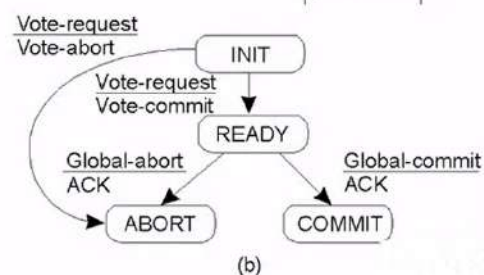 Vote-request
Vote-abort
INIT
Vote-request
Vote-commit
READY
Global-abort
ACK
Global-commit
ACK
ABORT
COMMIT
(b)